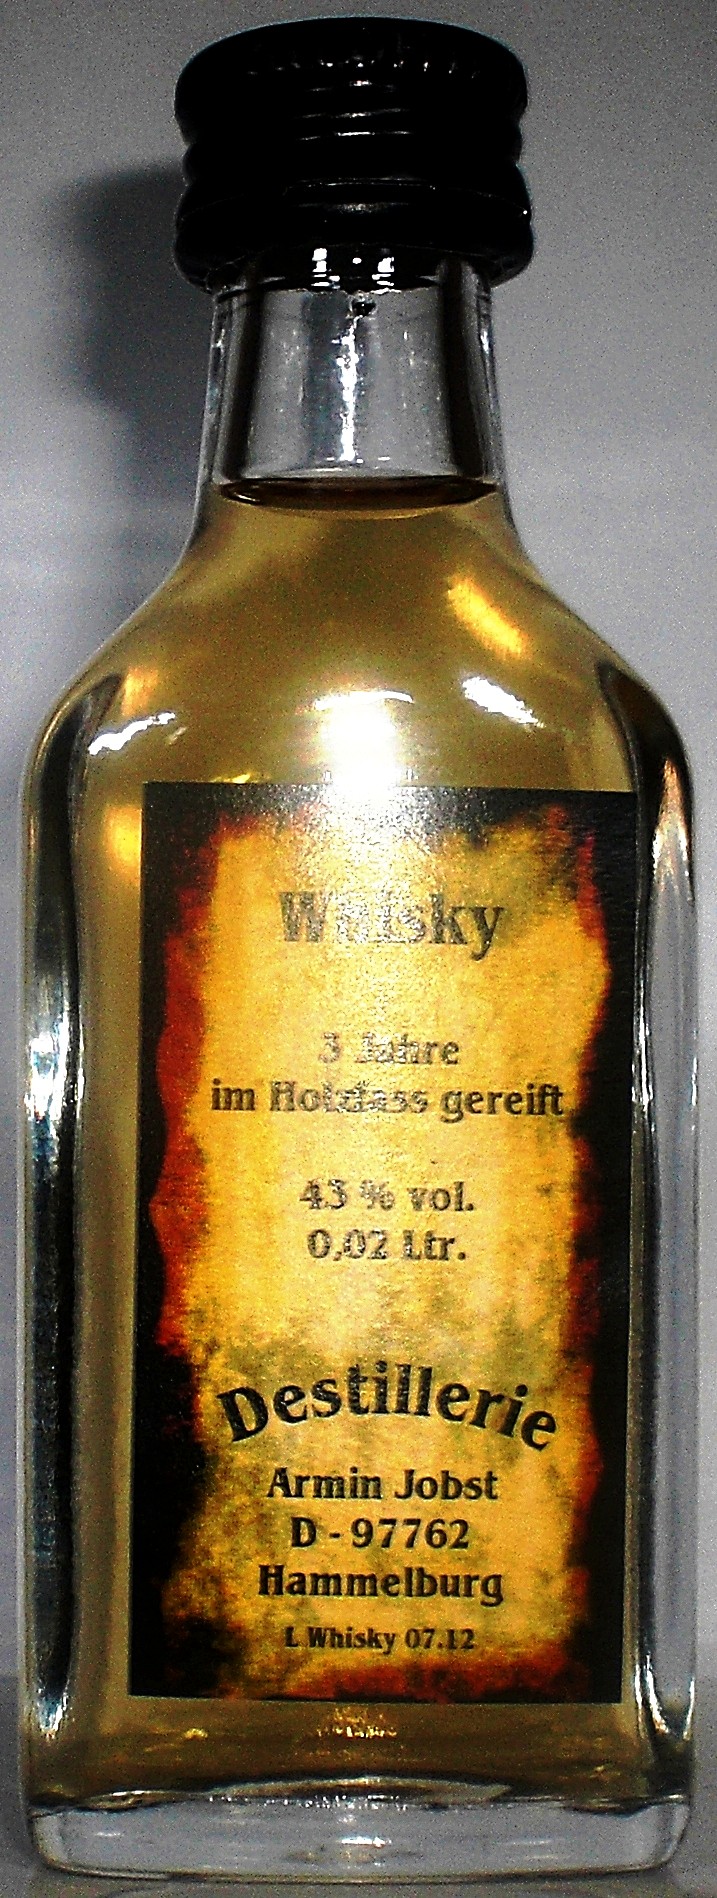 Whisky
3 Jahre
im Holzfass gereift
43 % vol.
0,02 Ltr.
Destillerie
Armin Jobst
D - 97762
Hammelburg
L Whisky 07.12